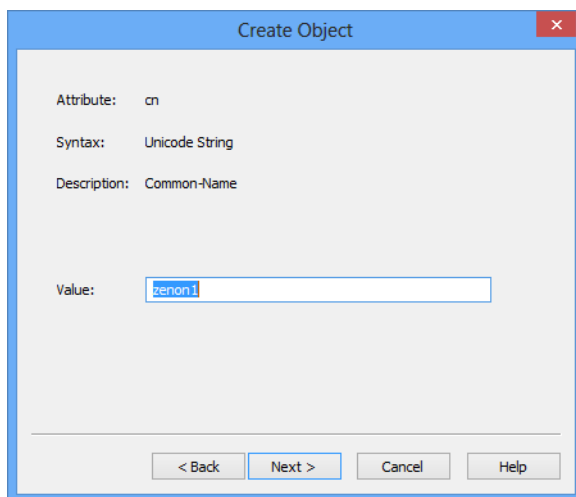 Create Object
Attribute: cn
Syntax: Unicode String
Description: Common-Name
Value: zenon1
< Back Next > Cancel Help